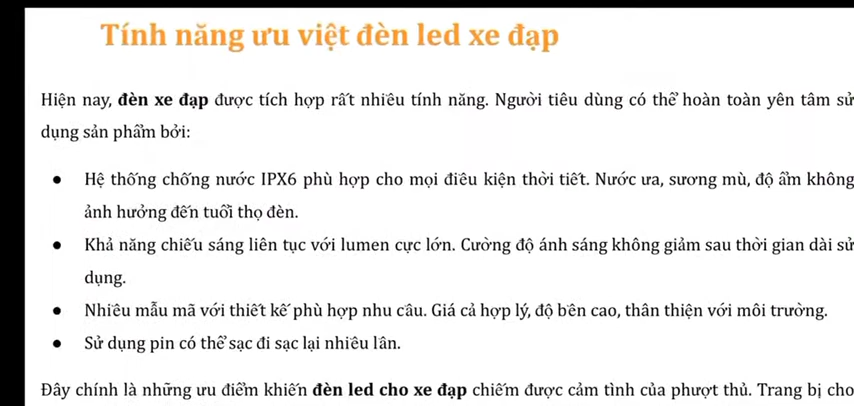 Tính năng ưu việt đèn led xe đạp
Hiện nay, đèn xe đạp được tích hợp rất nhiều tính năng. Người tiêu dùng có thể hoàn toàn yên tâm sử
dụng sản phẩm bởi:
• Hệ thống chống nước IPX6 phù hợp cho mọi điều kiện thời tiết. Nước ưa, sương mù, độ ẩm không
ảnh hưởng đến tuổi thọ đèn.
• Khả năng chiếu sáng liên tục với lumen cực lớn. Cường độ ánh sáng không giảm sau thời gian dài sử
dụng.
• Nhiều mẫu mã với thiết kế phù hợp nhu cầu. Giá cả hợp lý, độ bền cao, thân thiện với môi trường.
• Sử dụng pin có thể sạc đi sạc lại nhiều lần.
Đây chính là những ưu điểm khiến đèn led cho xe đạp chiếm được cảm tình của phượt thủ. Trang bị cho